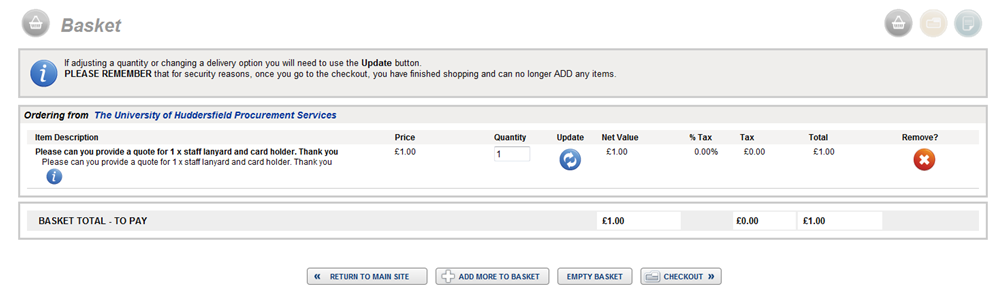 Basket
If adjusting a quantity or changing a delivery option you will need to use the Update button.
PLEASE REMEMBER that for security reasons, once you go to the checkout, you have finished shopping and can no longer ADD any items.
Ordering from The University of Huddersfield Procurement Services
Item Description Price Quantity Update Net Value % Tax Tax Total Remove?
Please can you provide a quote for 1 x staff lanyard and card holder. Thank you £1.00 1 £1.00 0.00% £0.00 £1.00
Please can you provide a quote for 1 x staff lanyard and card holder. Thank you
BASKET TOTAL - TO PAY £1.00 £0.00 £1.00
« RETURN TO MAIN SITE ADD MORE TO BASKET EMPTY BASKET CHECKOUT »